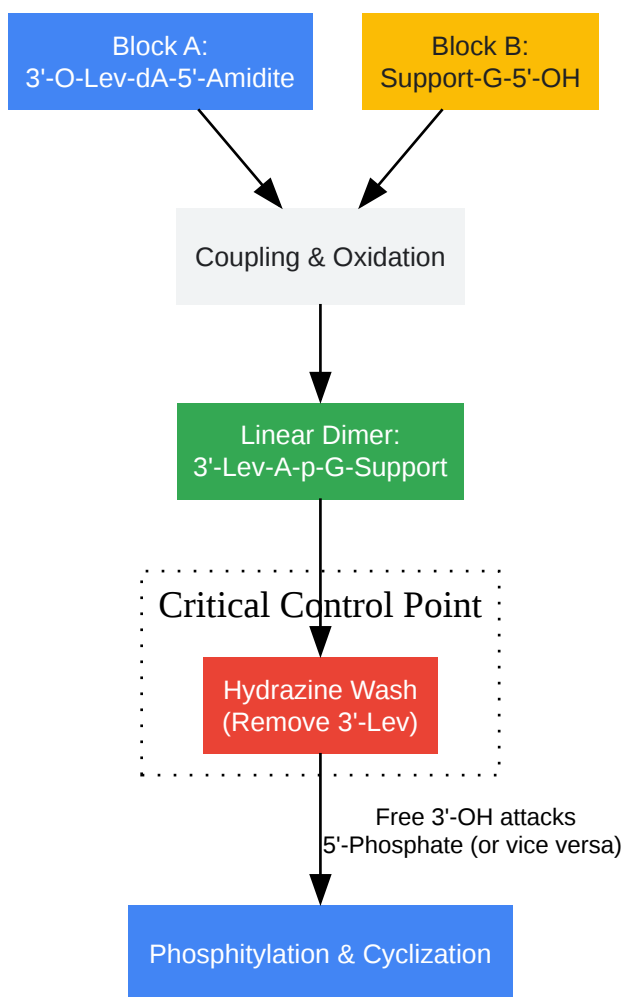 Block A:
3'-O-Lev-dA-5'-Amidite
Block B:
Support-G-5'-OH
Coupling & Oxidation
Linear Dimer:
3'-Lev-A-p-G-Support
Critical Control Point
Hydrazine Wash
(Remove 3'-Lev)
Free 3'-OH attacks
5'-Phosphate (or vice versa)
Phosphitylation & Cyclization